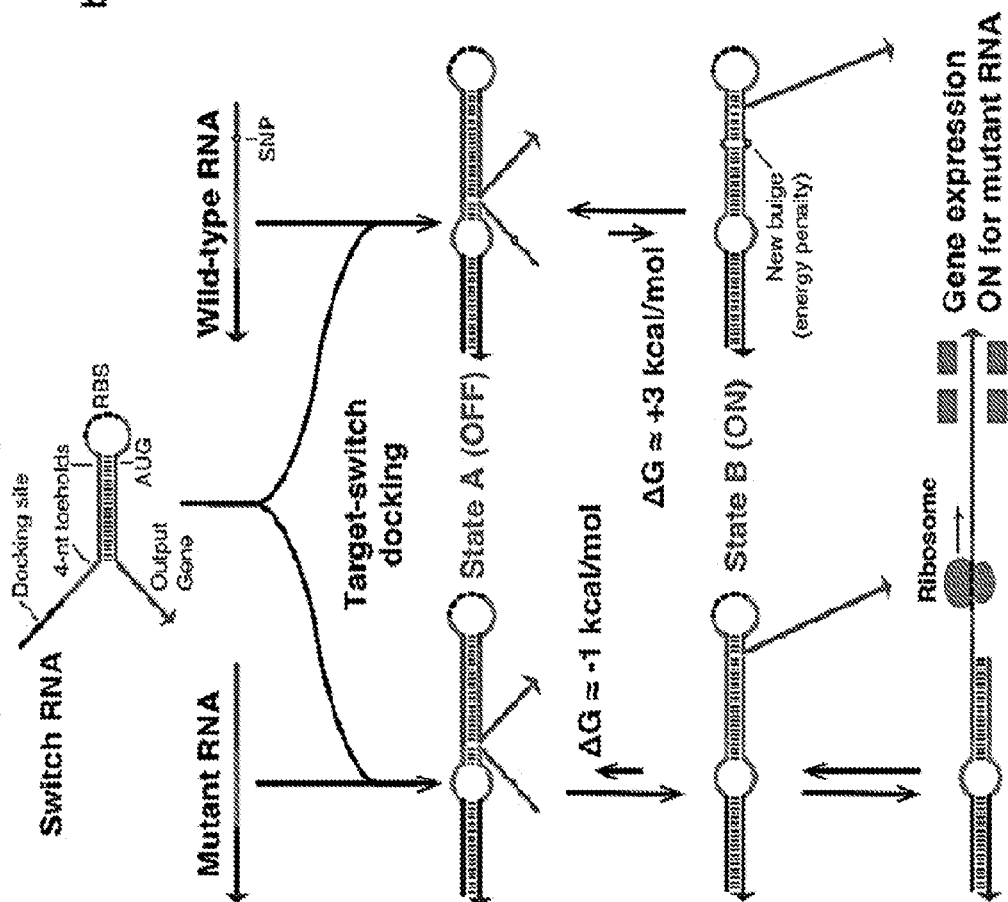 b
Switch RNA
Docking site
4-nt toeholds
RBS
AUG
Output
Gene
Mutant RNA
Wild-type RNA
SNP
Target-switch
docking
State A (OFF)
ΔG ≈ -1 kcal/mol
ΔG ≈ +3 kcal/mol
State B (ON)
New bulge
(energy penalty)
Ribosome
Gene expression
ON for mutant RNA